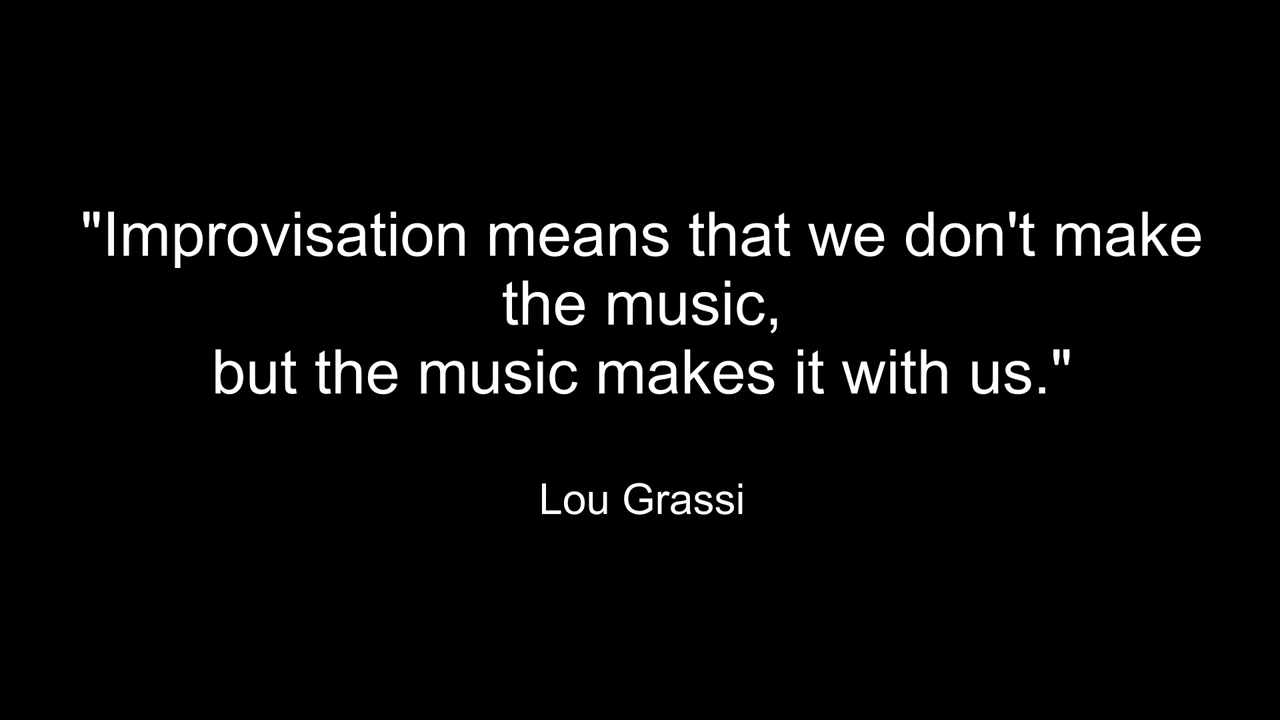 "Improvisation means that we don't make
the music,
but the music makes it with us."
Lou Grassi